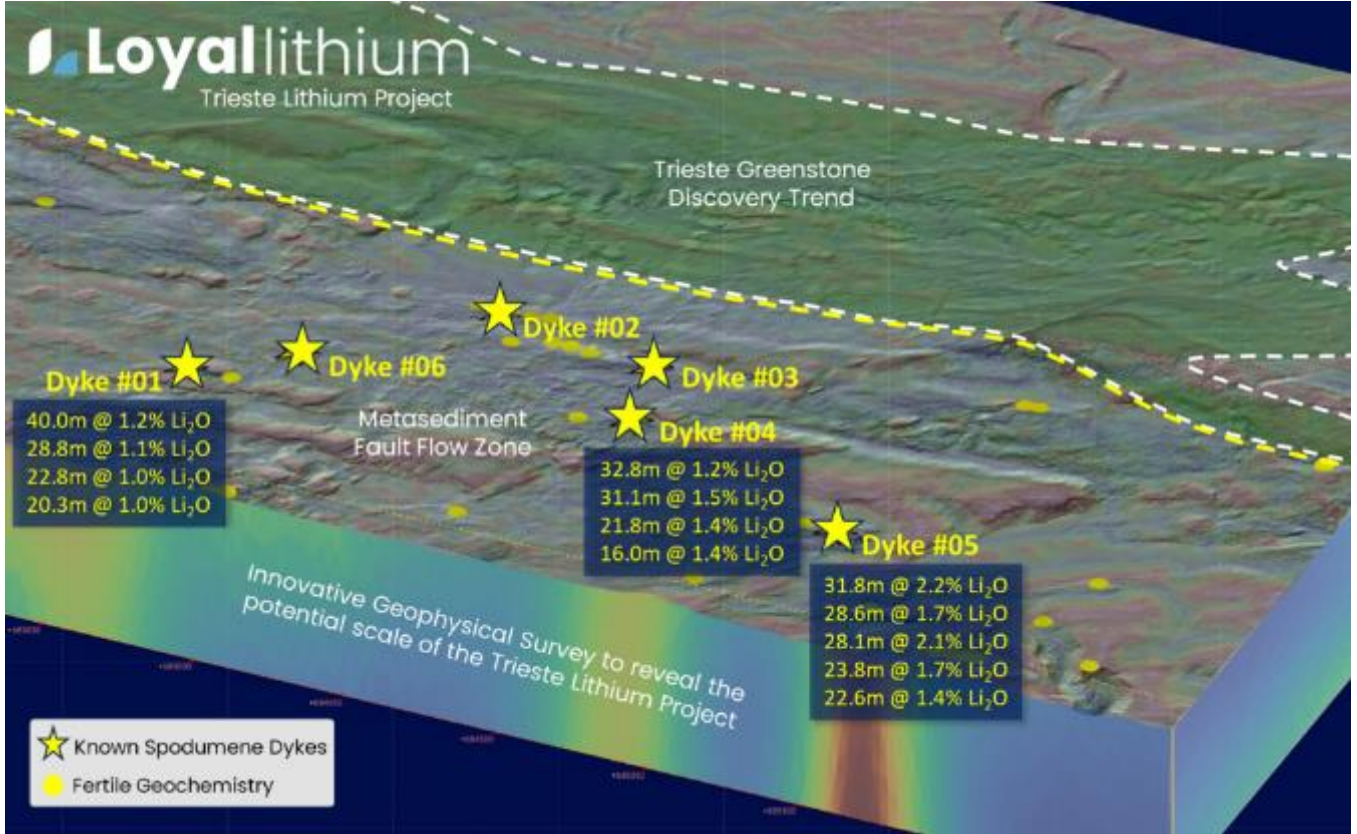 Loyal lithium
Trieste Lithium Project
Trieste Greenstone
Discovery Trend
Dyke #02
Dyke #01
Dyke #06
Dyke #03
Metasediment
Fault Flow Zone
Dyke #04
40.0m @ 1.2% Li₂O
28.8m @ 1.1% Li₂O
22.8m @ 1.0% Li₂O
20.3m @ 1.0% Li₂O
32.8m @ 1.2% Li₂O
31.1m @ 1.5% Li₂O
21.8m @ 1.4% Li₂O
16.0m @ 1.4% Li₂O
Dyke #05
31.8m @ 2.2% Li₂O
28.6m @ 1.7% Li₂O
28.1m @ 2.1% Li₂O
23.8m @ 1.7% Li₂O
22.6m @ 1.4% Li₂O
Innovative Geophysical Survey to reveal the
potential scale of the Trieste Lithium Project
Known Spodumene Dykes
Fertile Geochemistry